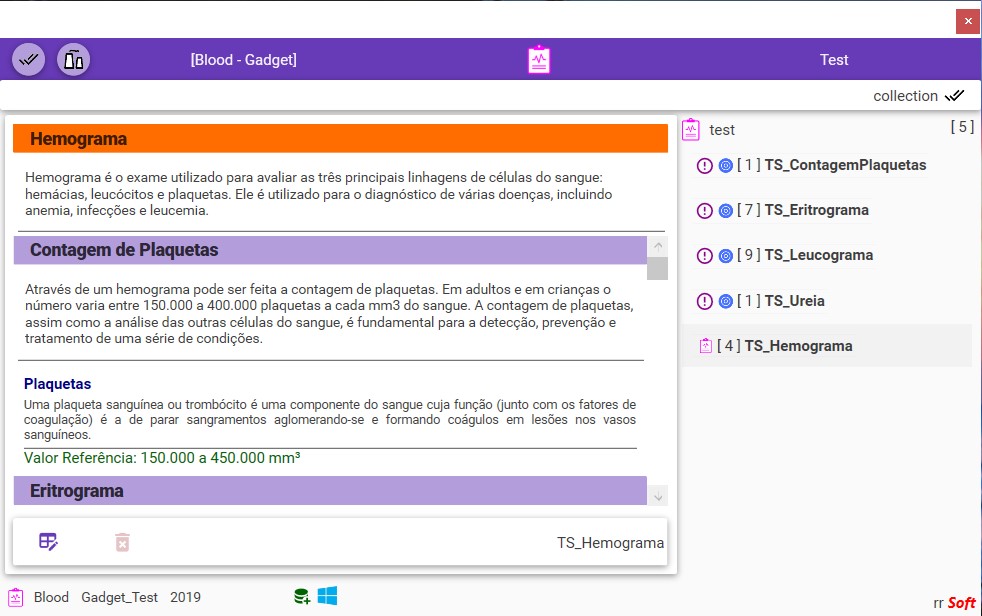 [Blood - Gadget]
Test
collection
Hemograma
Hemograma é o exame utilizado para avaliar as três principais linhagens de células do sangue:
hemácias, leucócitos e plaquetas. Ele é utilizado para o diagnóstico de várias doenças, incluindo
anemia, infecções e leucemia.
Contagem de Plaquetas
Através de um hemograma pode ser feita a contagem de plaquetas. Em adultos e em crianças o
número varia entre 150.000 a 400.000 plaquetas a cada mm3 do sangue. A contagem de plaquetas,
assim como a análise das outras células do sangue, é fundamental para a detecção, prevenção e
tratamento de uma série de condições.
Plaquetas
Uma plaqueta sanguínea ou trombócito é uma componente do sangue cuja função (junto com os fatores de
coagulação) é a de parar sangramentos aglomerando-se e formando coágulos em lesões nos vasos
sanguíneos.
Valor Referência: 150.000 a 450.000 mm³
Eritrograma
TS_Hemograma
test
[ 5 ]
[ 1 ] TS_ContagemPlaquetas
[ 7 ] TS_Eritrograma
[ 9 ] TS_Leucograma
[ 1 ] TS_Ureia
[ 4 ] TS_Hemograma
Blood Gadget_Test 2019
rr Soft